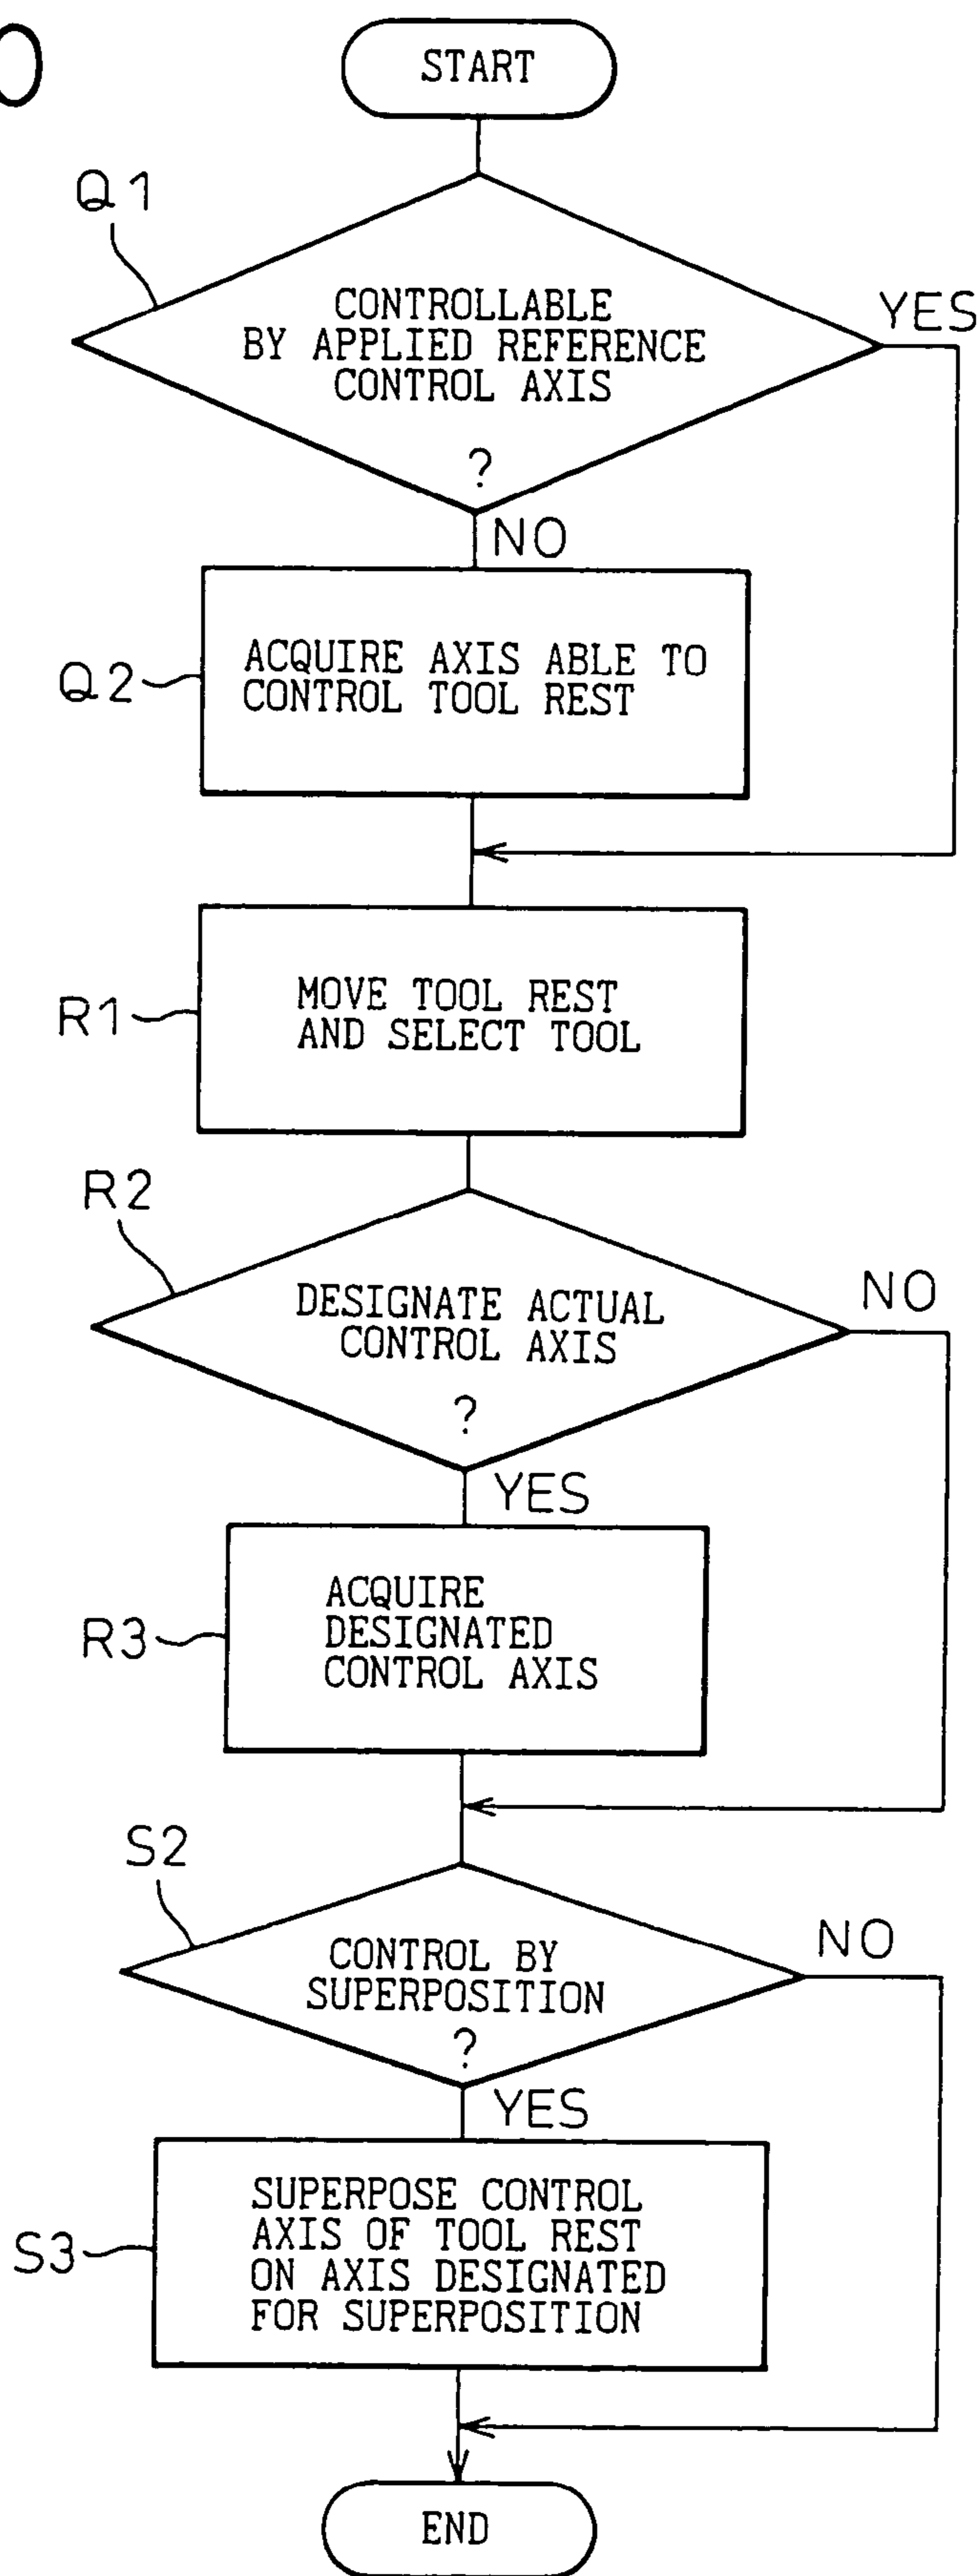 START
Q1
CONTROLLABLE
BY APPLIED REFERENCE
CONTROL AXIS
?
YES
NO
Q2
ACQUIRE AXIS ABLE TO
CONTROL TOOL REST
R1
MOVE TOOL REST
AND SELECT TOOL
R2
DESIGNATE ACTUAL
CONTROL AXIS
?
NO
YES
R3
ACQUIRE
DESIGNATED
CONTROL AXIS
S2
CONTROL BY
SUPERPOSITION
?
NO
YES
S3
SUPERPOSE CONTROL
AXIS OF TOOL REST
ON AXIS DESIGNATED
FOR SUPERPOSITION
END